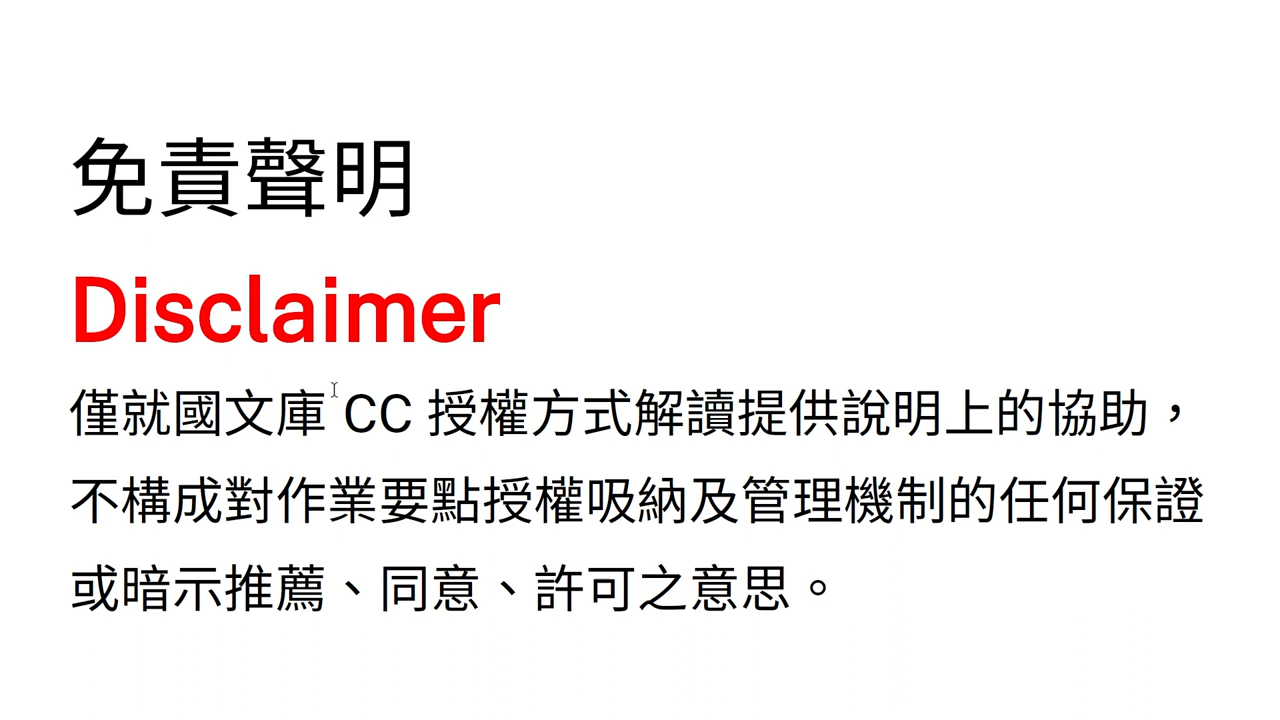 免責聲明
Disclaimer
僅就國文庫 CC 授權方式解讀提供說明上的協助，
不構成對作業要點授權吸納及管理機制的任何保證
或暗示推薦、同意、許可之意思。